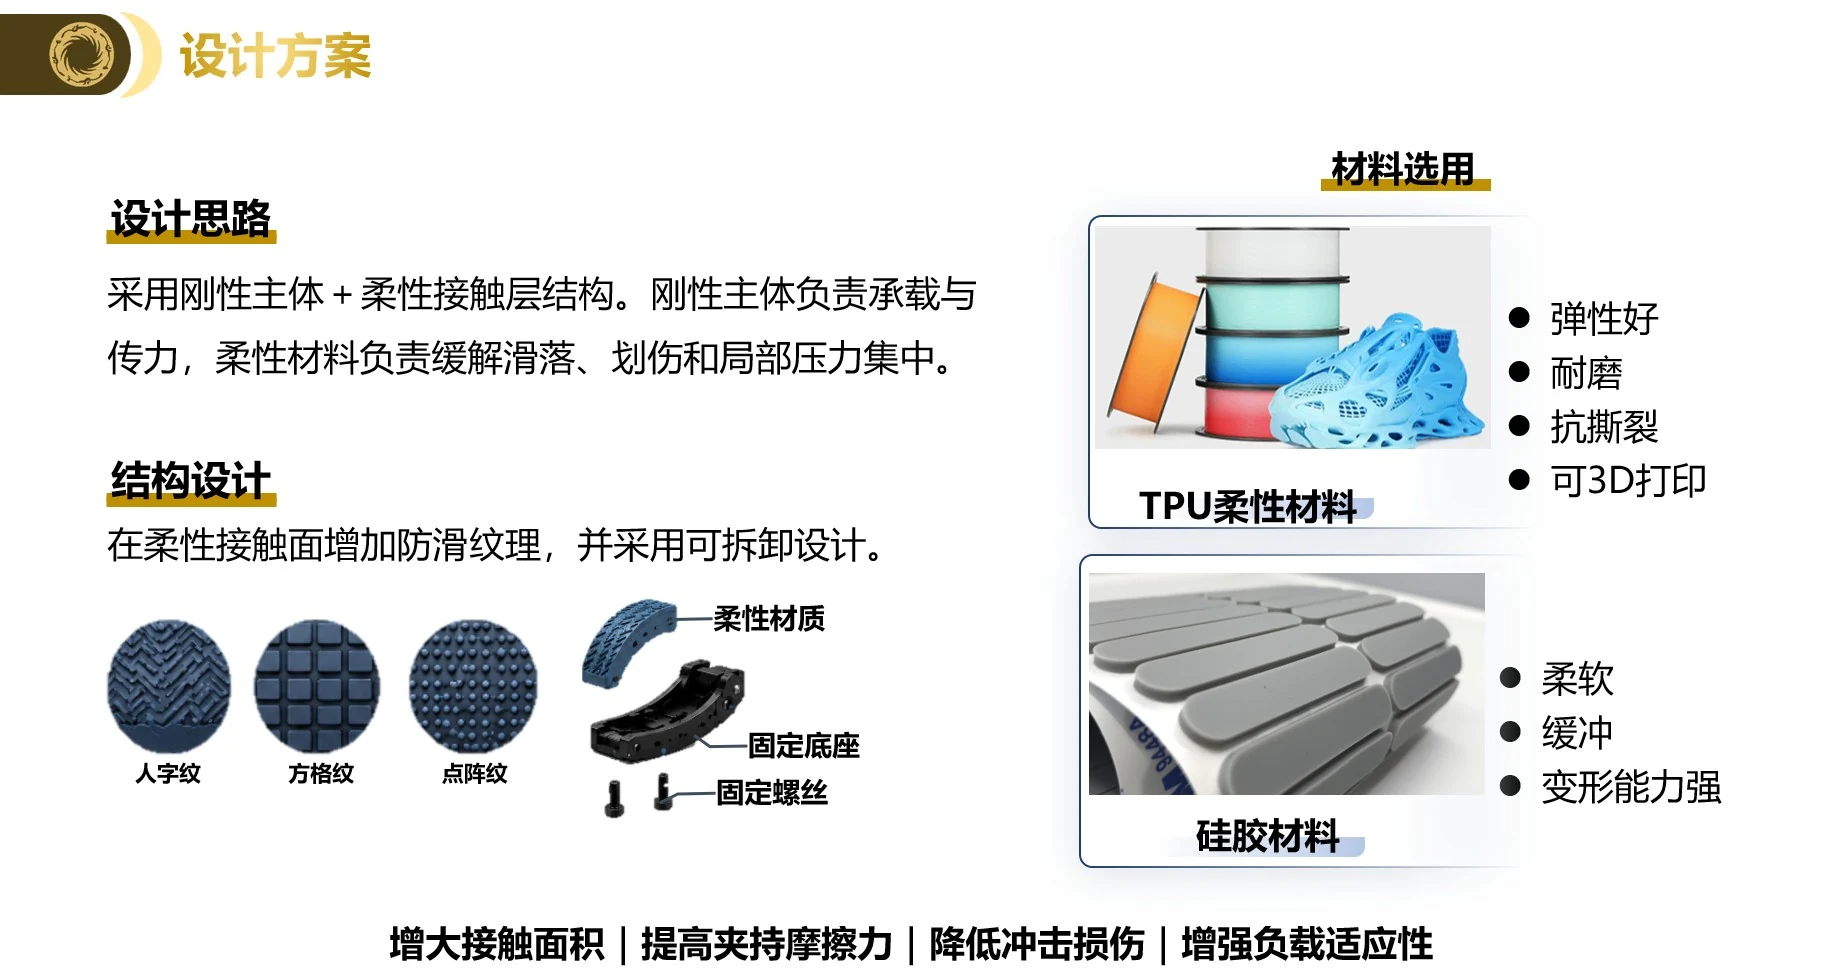 设计方案
设计思路
采用刚性主体＋柔性接触层结构。刚性主体负责承载与
传力，柔性材料负责缓解滑落、划伤和局部压力集中。
结构设计
在柔性接触面增加防滑纹理，并采用可拆卸设计。
人字纹
方格纹
点阵纹
柔性材质
固定底座
固定螺丝
材料选用
TPU柔性材料
● 弹性好
● 耐磨
● 抗撕裂
● 可3D打印
9448A
硅胶材料
● 柔软
● 缓冲
● 变形能力强
增大接触面积｜提高夹持摩擦力｜降低冲击损伤｜增强负载适应性